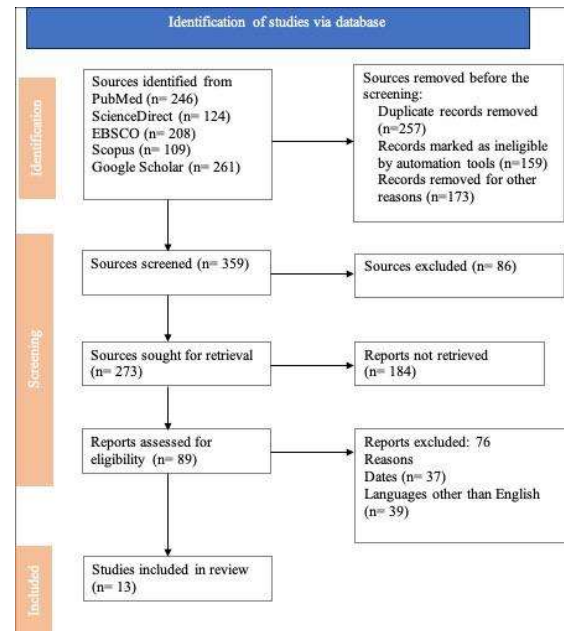 Identification of studies via database
Identification
Sources identified from
PubMed (n= 246)
ScienceDirect (n= 124)
EBSCO (n= 208)
Scopus (n= 109)
Google Scholar (n= 261)
Sources removed before the
screening:
Duplicate records removed
(n=257)
Records marked as ineligible
by automation tools (n=159)
Records removed for other
reasons (n=173)
Screening
Sources screened (n= 359)
Sources excluded (n= 86)
Sources sought for retrieval
(n= 273)
Reports not retrieved
(n= 184)
Reports assessed for
eligibility (n= 89)
Reports excluded: 76
Reasons
Dates (n= 37)
Languages other than English
(n= 39)
Included
Studies included in review
(n= 13)